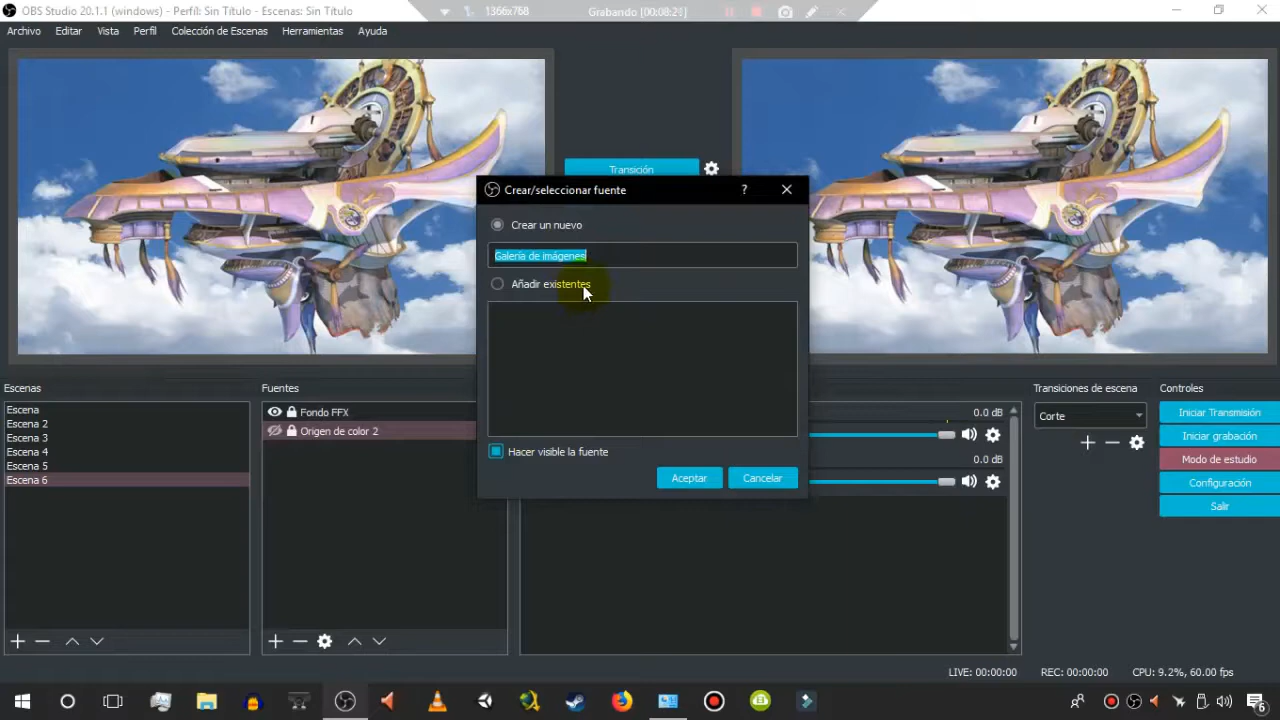 OBS Studio 20.1.1 (windows) - Perfil: Sin Título - Escenas: Sin Título
1366x768
Grabando [00:08:21]
Archivo Editar Vista Perfil Colección de Escenas Herramientas Ayuda
Transición
Crear/seleccionar fuente ?
Crear un nuevo
Galería de imágenes
Añadir existentes
Hacer visible la fuente
Aceptar Cancelar
Escenas
Escena
Escena 2
Escena 3
Escena 4
Escena 5
Escena 6
Fuentes
Fondo FFX
Origen de color 2
0.0 dB
0.0 dB
Transiciones de escena
Corte
Controles
Iniciar Transmisión
Iniciar grabación
Modo de estudio
Configuración
Salir
LIVE: 00:00:00 REC: 00:00:00 CPU: 9.2%, 60.00 fps
6